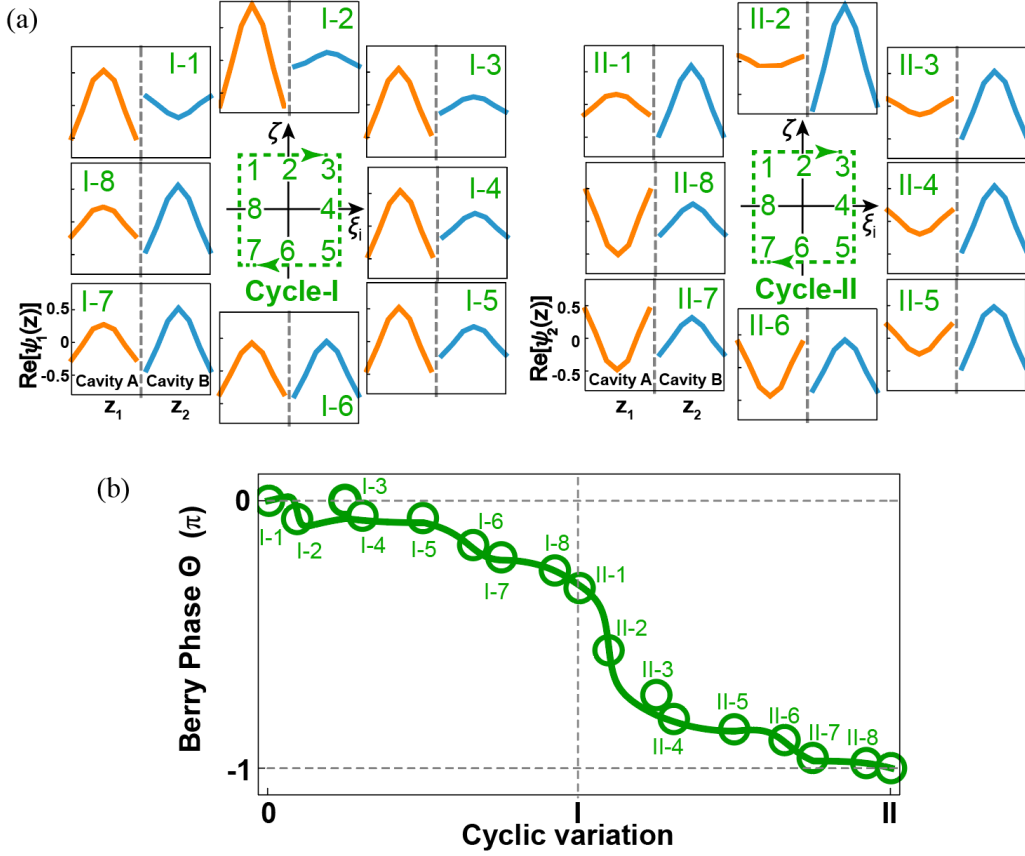 (a)
I-1
I-2
I-3
I-8
I-4
I-7
I-6
I-5
ζ
1 2 3
8 4
7 6 5
ξi
Cycle-I
Re[ψ1(z)]
0.5
0
-0.5
Cavity A
Cavity B
z1
z2
II-1
II-2
II-3
II-8
II-4
II-7
II-6
II-5
ζ
1 2 3
8 4
7 6 5
ξi
Cycle-II
Re[ψ2(z)]
0.5
0
-0.5
Cavity A
Cavity B
z1
z2
(b)
Berry Phase Θ (π)
0
-1
I-1
I-2
I-3
I-4
I-5
I-6
I-7
I-8
II-1
II-2
II-3
II-4
II-5
II-6
II-7
II-8
0
I
II
Cyclic variation